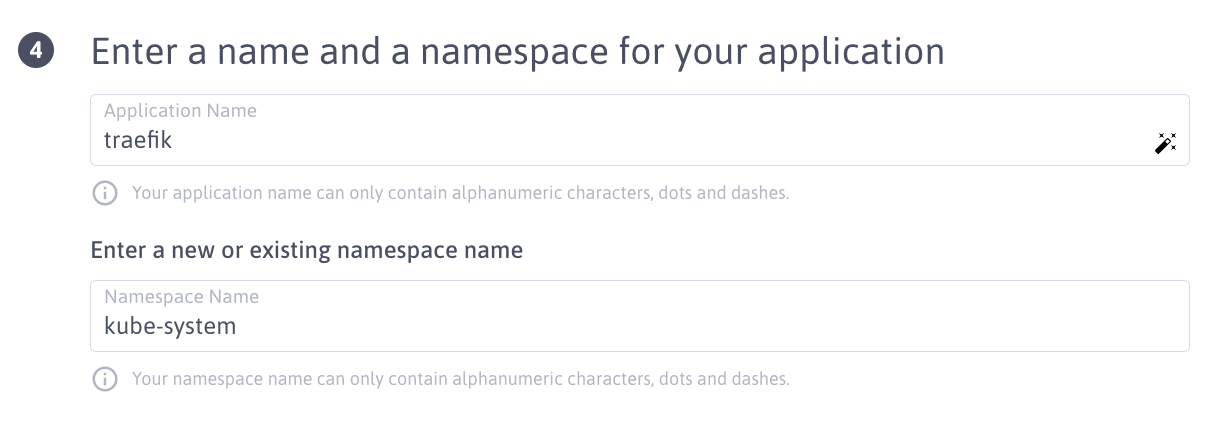 4
Enter a name and a namespace for your application
Application Name
traefik
Your application name can only contain alphanumeric characters, dots and dashes.
Enter a new or existing namespace name
Namespace Name
kube-system
Your namespace name can only contain alphanumeric characters, dots and dashes.